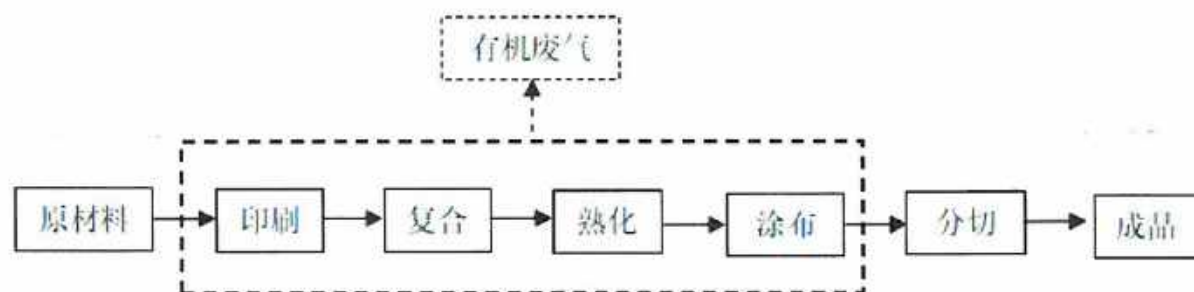 有机废气
原材料 印刷 复合 熟化 涂布 分切 成品